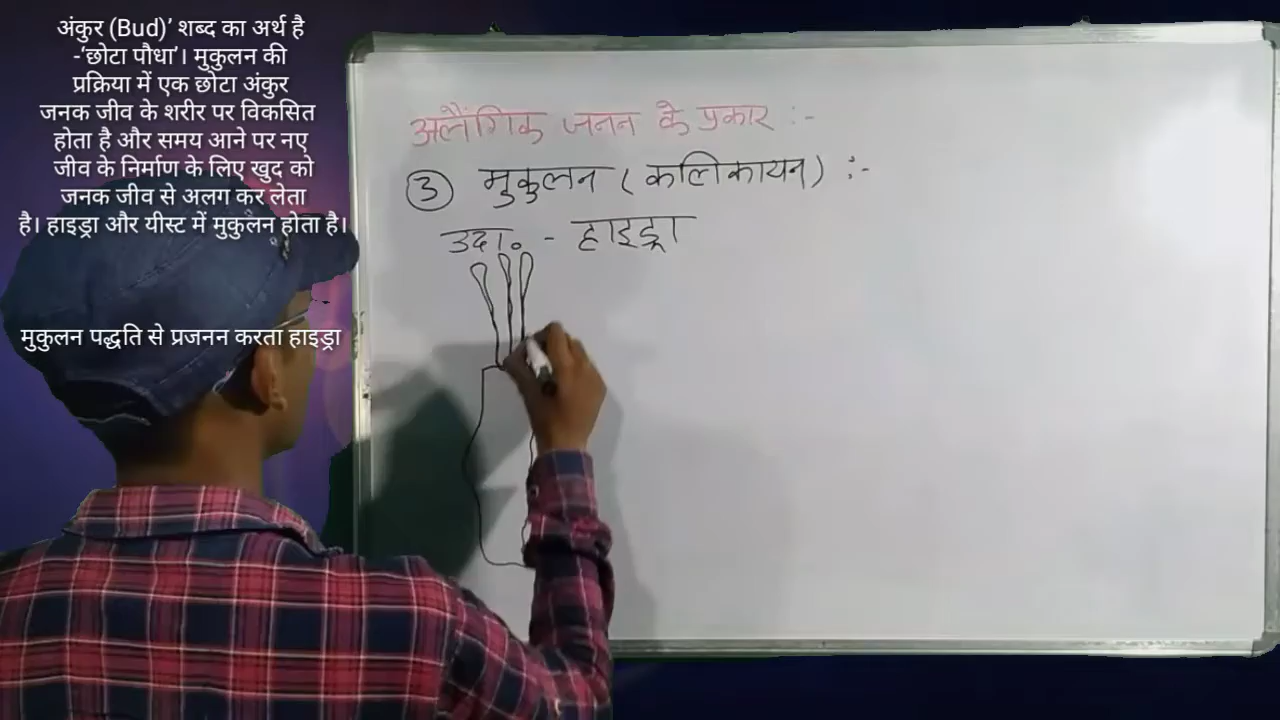 अंकुर (Bud)’ शब्द का अर्थ है
-‘छोटा पौधा’। मुकुलन की
प्रक्रिया में एक छोटा अंकुर
जनक जीव के शरीर पर विकसित
होता है और समय आने पर नए
जीव के निर्माण के लिए खुद को
जनक जीव से अलग कर लेता
है। हाइड्रा और यीस्ट में मुकुलन होता है।
मुकुलन पद्धति से प्रजनन करता हाइड्रा
अलैंगिक जनन के प्रकार :-
③ मुकुलन ( कलिकायन ) :-
उदा० - हाइड्रा